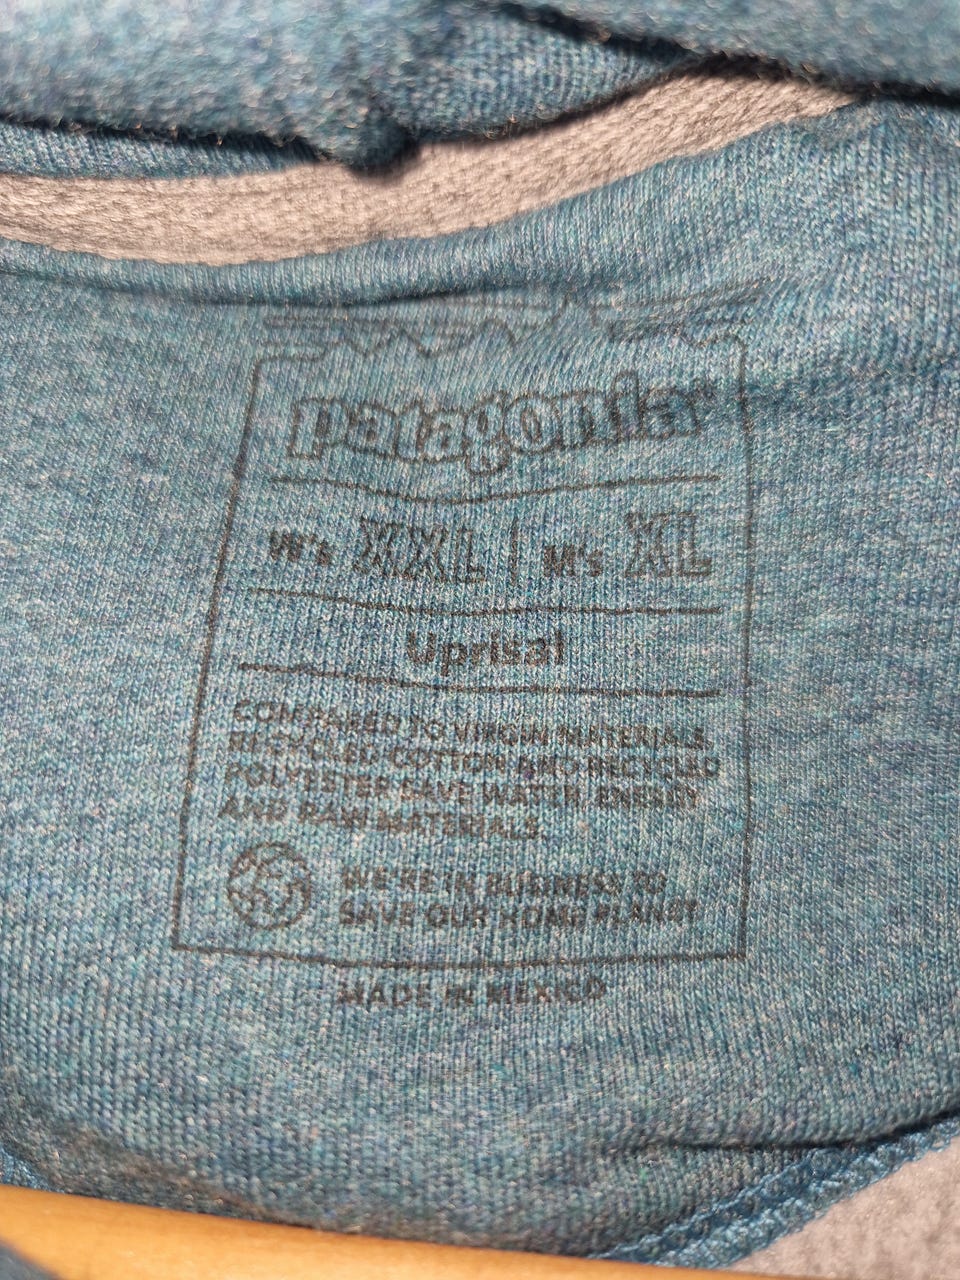 patagonia®
W's XXL | M's XL
Uprisal
COMPARED TO VIRGIN MATERIALS,
RECYCLED COTTON AND RECYCLED
POLYESTER SAVE WATER, ENERGY
AND RAW MATERIALS.
WE'RE IN BUSINESS TO
SAVE OUR HOME PLANET
MADE IN MEXICO